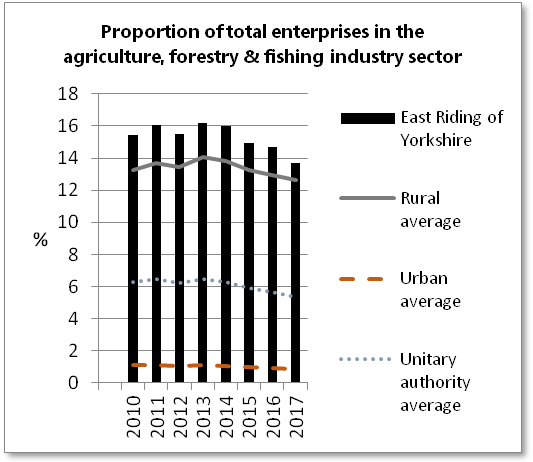 Proportion of total enterprises in the
agriculture, forestry & fishing industry sector
18
16
14
12
10
8
6
4
2
0
%
2010
2011
2012
2013
2014
2015
2016
2017
East Riding of
Yorkshire
Rural
average
Urban
average
Unitary
authority
average